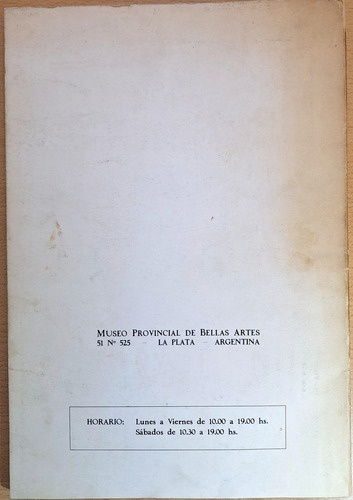 MUSEO PROVINCIAL DE BELLAS ARTES
51 Nº 525 – LA PLATA – ARGENTINA
HORARIO: Lunes a Viernes de 10.00 a 19.00 hs.
Sábados de 10.30 a 19.00 hs.